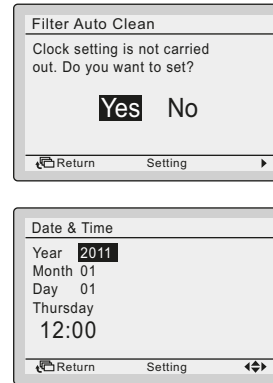 Filter Auto Clean
Clock setting is not carried
out. Do you want to set?
Yes No
Return Setting
Date & Time
Year 2011
Month 01
Day 01
Thursday
12:00
Return Setting